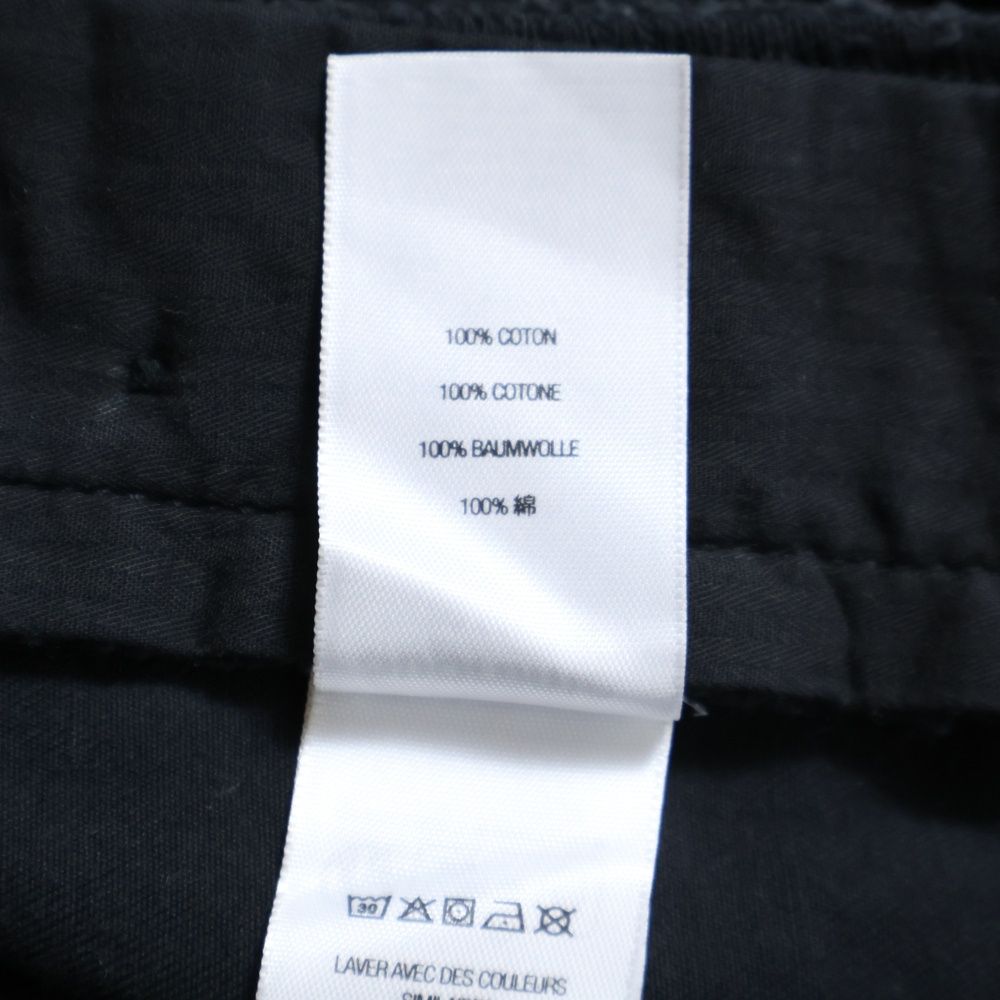 100% COTON
100% COTONE
100% BAUMWOLLE
100% 綿
30
LAVER AVEC DES COULEURS